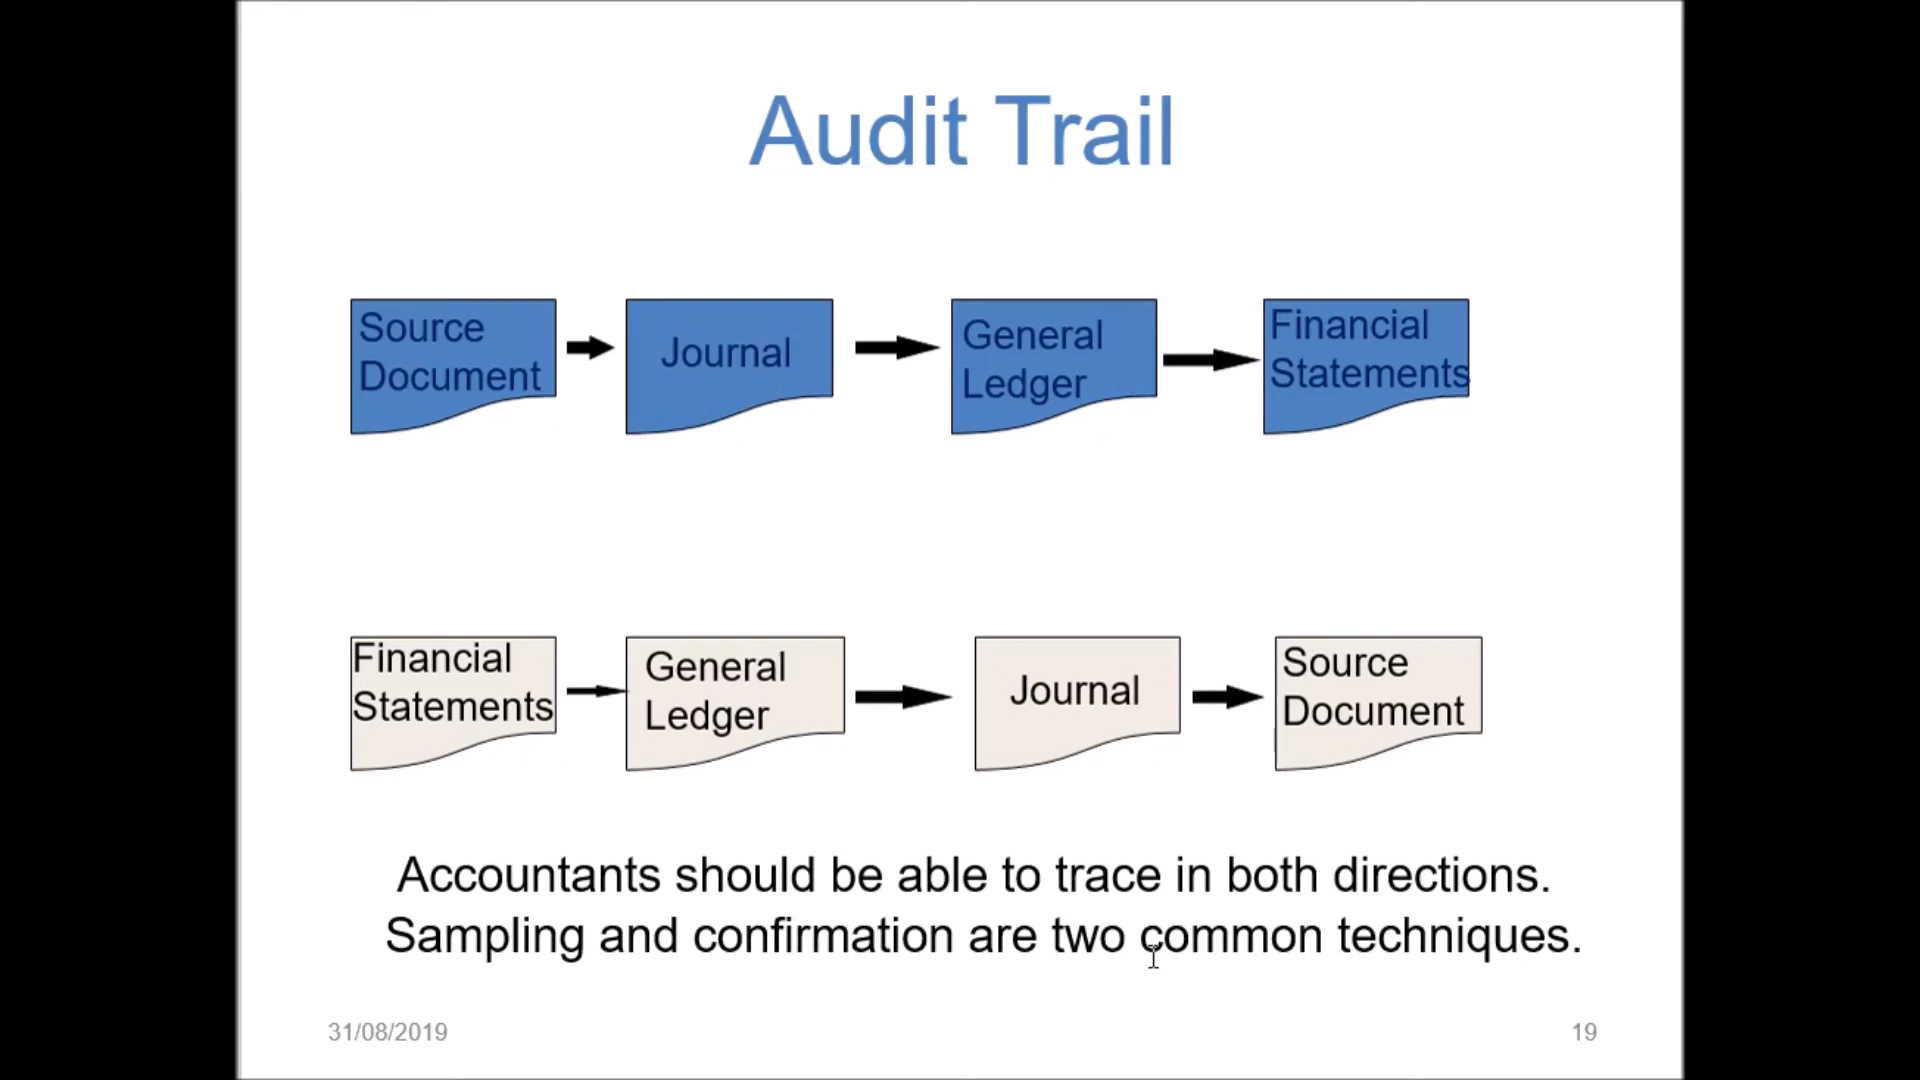 Audit Trail
Source
Document
Journal
General
Ledger
Financial
Statements
Financial
Statements
General
Ledger
Journal
Source
Document
Accountants should be able to trace in both directions.
Sampling and confirmation are two common techniques.
31/08/2019
19